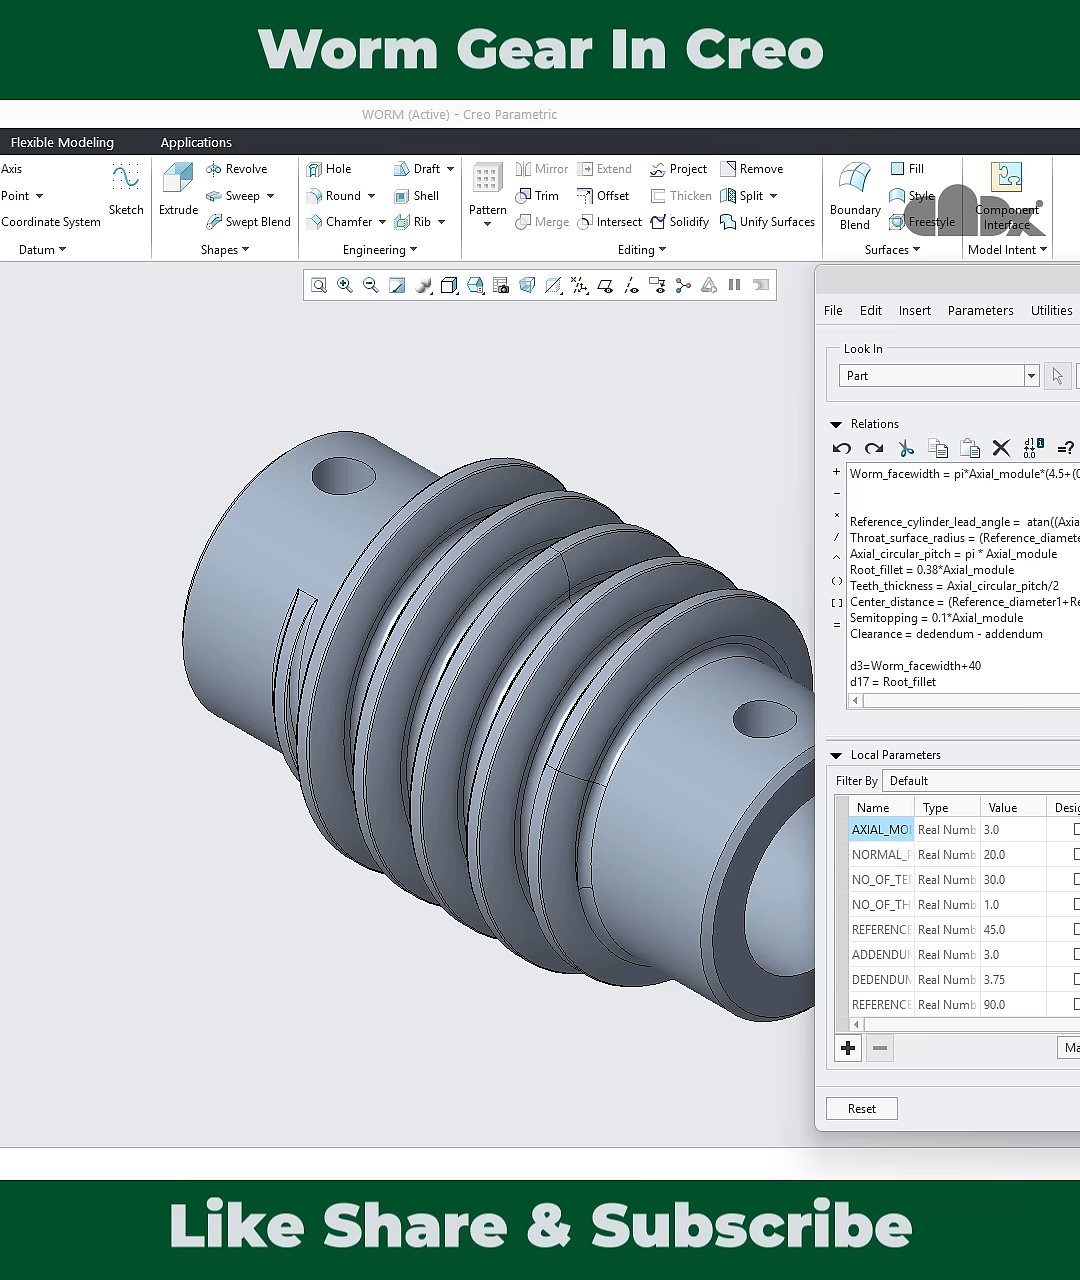 Worm Gear In Creo
WORM (Active) - Creo Parametric
Flexible Modeling Applications
Axis
Point
Coordinate System
Sketch
Datum
Extrude
Revolve
Sweep
Swept Blend
Shapes
Hole
Round
Chamfer
Draft
Shell
Rib
Engineering
Pattern
Mirror
Trim
Merge
Extend
Offset
Intersect
Project
Thicken
Solidify
Remove
Split
Unify Surfaces
Editing
Boundary
Blend
Fill
Style
Freestyle
Surfaces
Component
Interface
Model Intent
File Edit Insert Parameters Utilities
Look In
Part
Relations
Worm_facewidth = pi*Axial_module*(4.5+(
Reference_cylinder_lead_angle = atan((Axia
Throat_surface_radius = (Reference_diamete
Axial_circular_pitch = pi * Axial_module
Root_fillet = 0.38*Axial_module
Teeth_thickness = Axial_circular_pitch/2
Center_distance = (Reference_diameter1+Re
Semitopping = 0.1*Axial_module
Clearance = dedendum - addendum
d3=Worm_facewidth+40
d17 = Root_fillet
Local Parameters
Filter By Default
Name Type Value Desig
AXIAL_MO Real Numb 3.0
NORMAL_ Real Numb 20.0
NO_OF_TEE Real Numb 30.0
NO_OF_TH Real Numb 1.0
REFERENCE Real Numb 45.0
ADDENDUM Real Numb 3.0
DEDENDUM Real Numb 3.75
REFERENCE Real Numb 90.0
Ma
Reset
Like Share & Subscribe